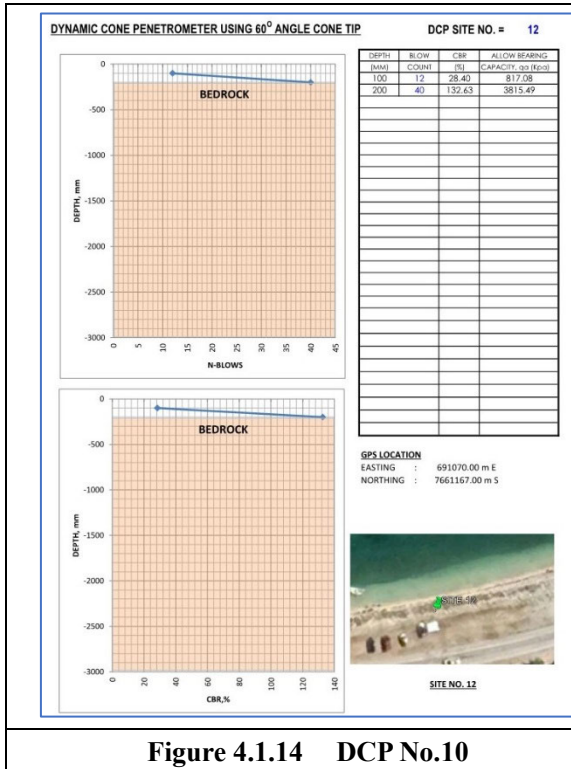 DYNAMIC CONE PENETROMETER USING 60° ANGLE CONE TIP DCP SITE NO. = 12
0
-500
-1000
-1500
-2000
-2500
-3000
DEPTH, mm
BEDROCK
0 5 10 15 20 25 30 35 40 45
N-BLOWS
0
-500
-1000
-1500
-2000
-2500
-3000
DEPTH, mm
BEDROCK
0 20 40 60 80 100 120 140
CBR,%
DEPTH BLOW CBR ALLOW BEARING
(MM) COUNT (%) CAPACITY, qa (Kpa)
100 12 28.40 817.08
200 40 132.63 3815.49
GPS LOCATION
EASTING : 691070.00 m E
NORTHING : 7661167.00 m S
SITE 12
SITE NO. 12
Figure 4.1.14 DCP No.10